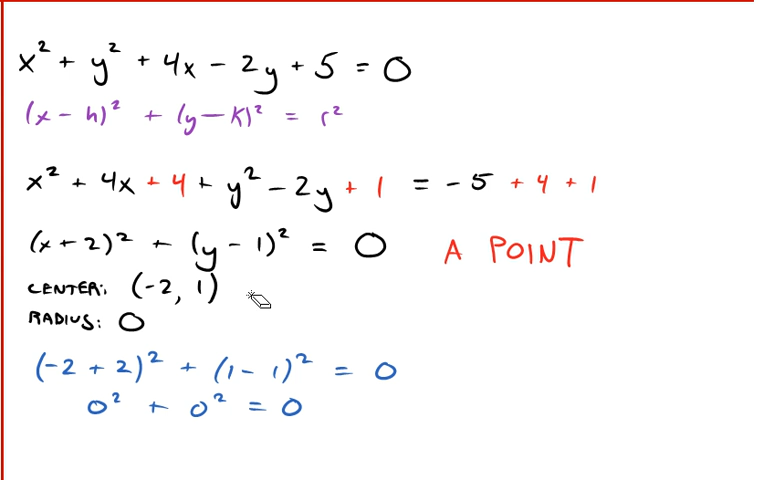 x² + y² + 4x - 2y + 5 = 0
(x - h)² + (y - k)² = r²
x² + 4x + 4 + y² - 2y + 1 = -5 + 4 + 1
(x + 2)² + (y - 1)² = 0 A POINT
CENTER: (-2, 1)
RADIUS: 0
(-2 + 2)² + (1 - 1)² = 0
0² + 0² = 0